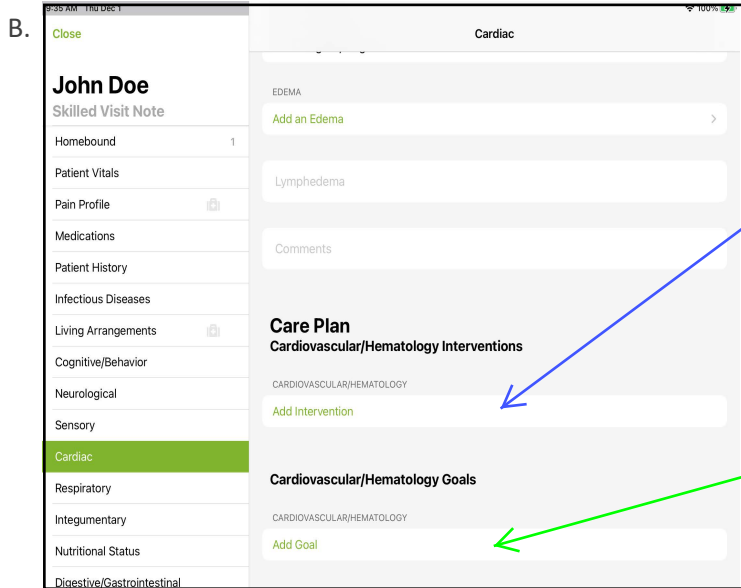 B.
9:35 AM Thu Dec 1
100%
Close
Cardiac
John Doe
Skilled Visit Note
Homebound 1
Patient Vitals
Pain Profile
Medications
Patient History
Infectious Diseases
Living Arrangements
Cognitive/Behavior
Neurological
Sensory
Cardiac
Respiratory
Integumentary
Nutritional Status
Digestive/Gastrointestinal
EDEMA
Add an Edema
Lymphedema
Comments
Care Plan
Cardiovascular/Hematology Interventions
CARDIOVASCULAR/HEMATOLOGY
Add Intervention
Cardiovascular/Hematology Goals
CARDIOVASCULAR/HEMATOLOGY
Add Goal